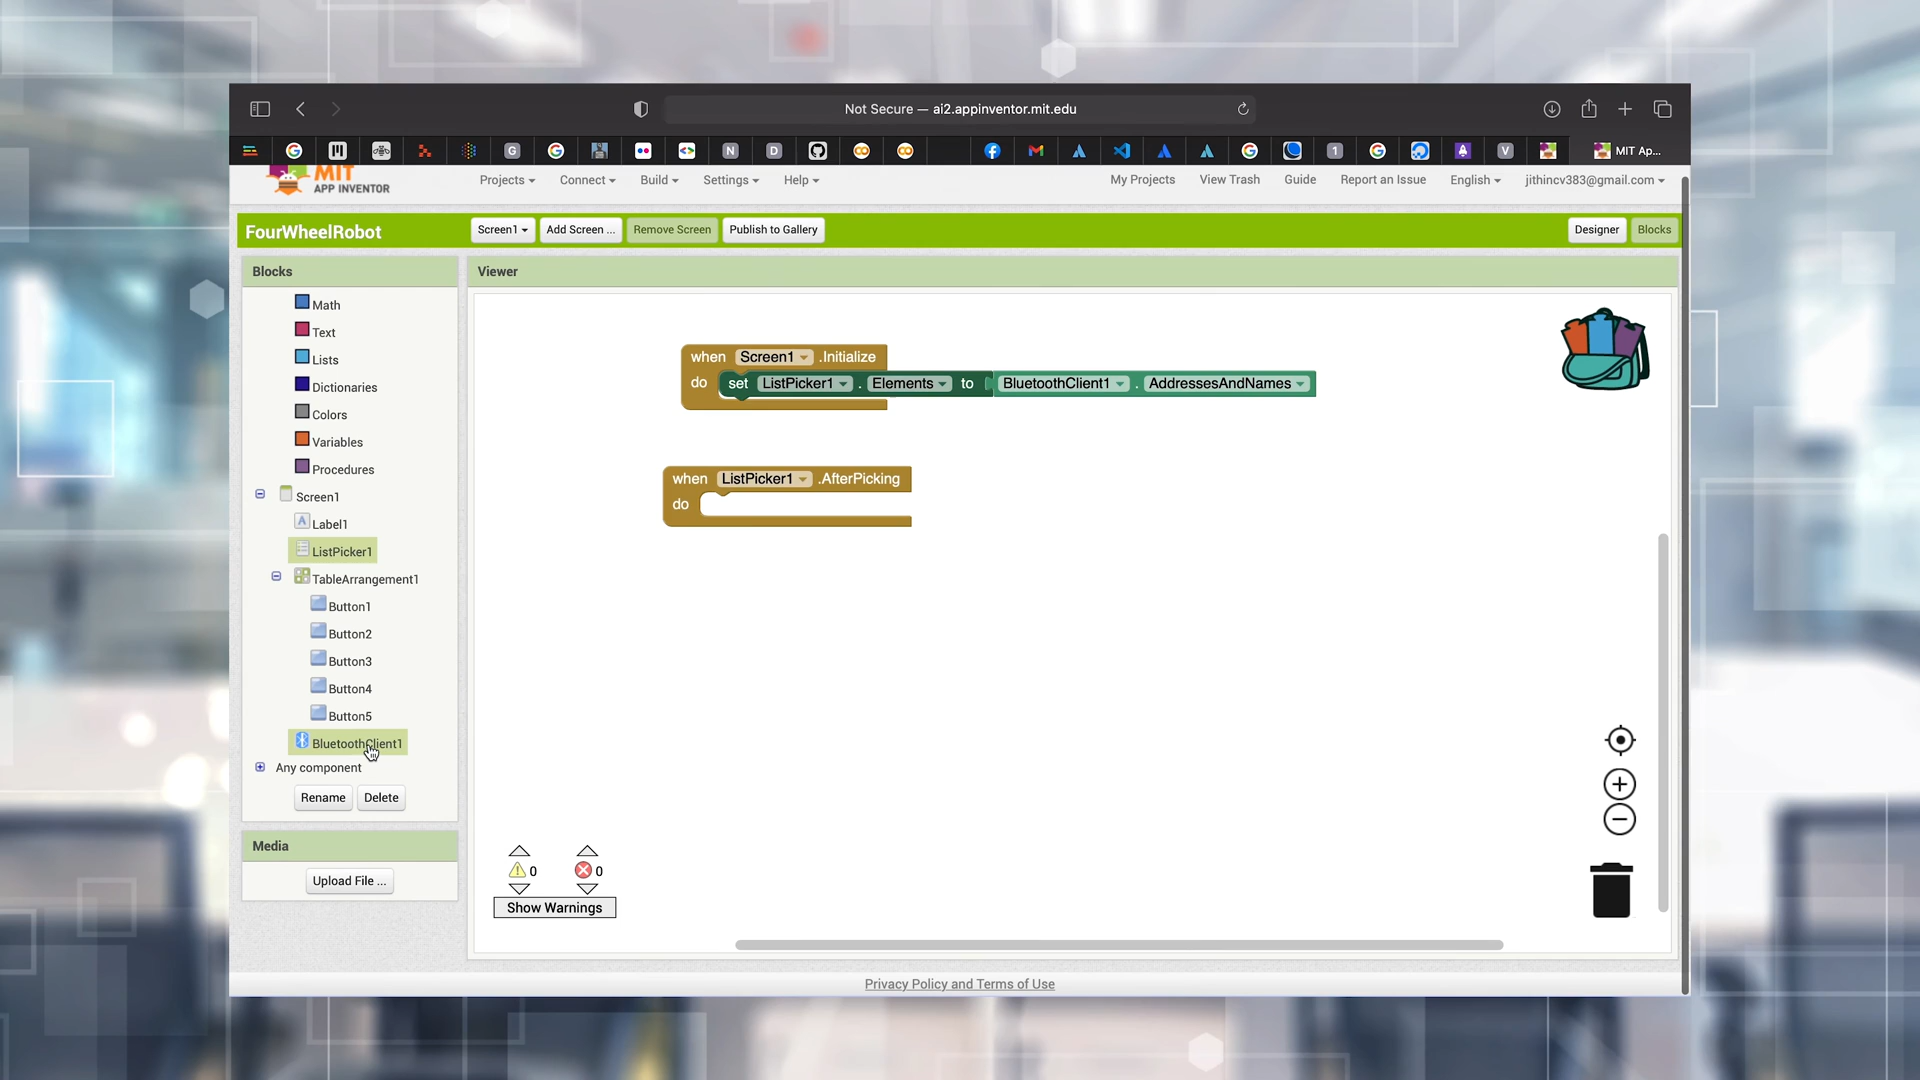 Not Secure — ai2.appinventor.mit.edu
G
N
D
1
V
MIT Ap...
MIT
APP INVENTOR
Projects
Connect
Build
Settings
Help
My Projects
View Trash
Guide
Report an Issue
English
jithincv383@gmail.com
FourWheelRobot
Screen1
Add Screen ...
Remove Screen
Publish to Gallery
Designer
Blocks
Blocks
Viewer
Math
Text
Lists
Dictionaries
Colors
Variables
Procedures
Screen1
Label1
ListPicker1
TableArrangement1
Button1
Button2
Button3
Button4
Button5
BluetoothClient1
Any component
Rename
Delete
Media
Upload File ...
when Screen1 .Initialize
do set ListPicker1 . Elements to BluetoothClient1 . AddressesAndNames
when ListPicker1 .AfterPicking
do
0
0
Show Warnings
Privacy Policy and Terms of Use